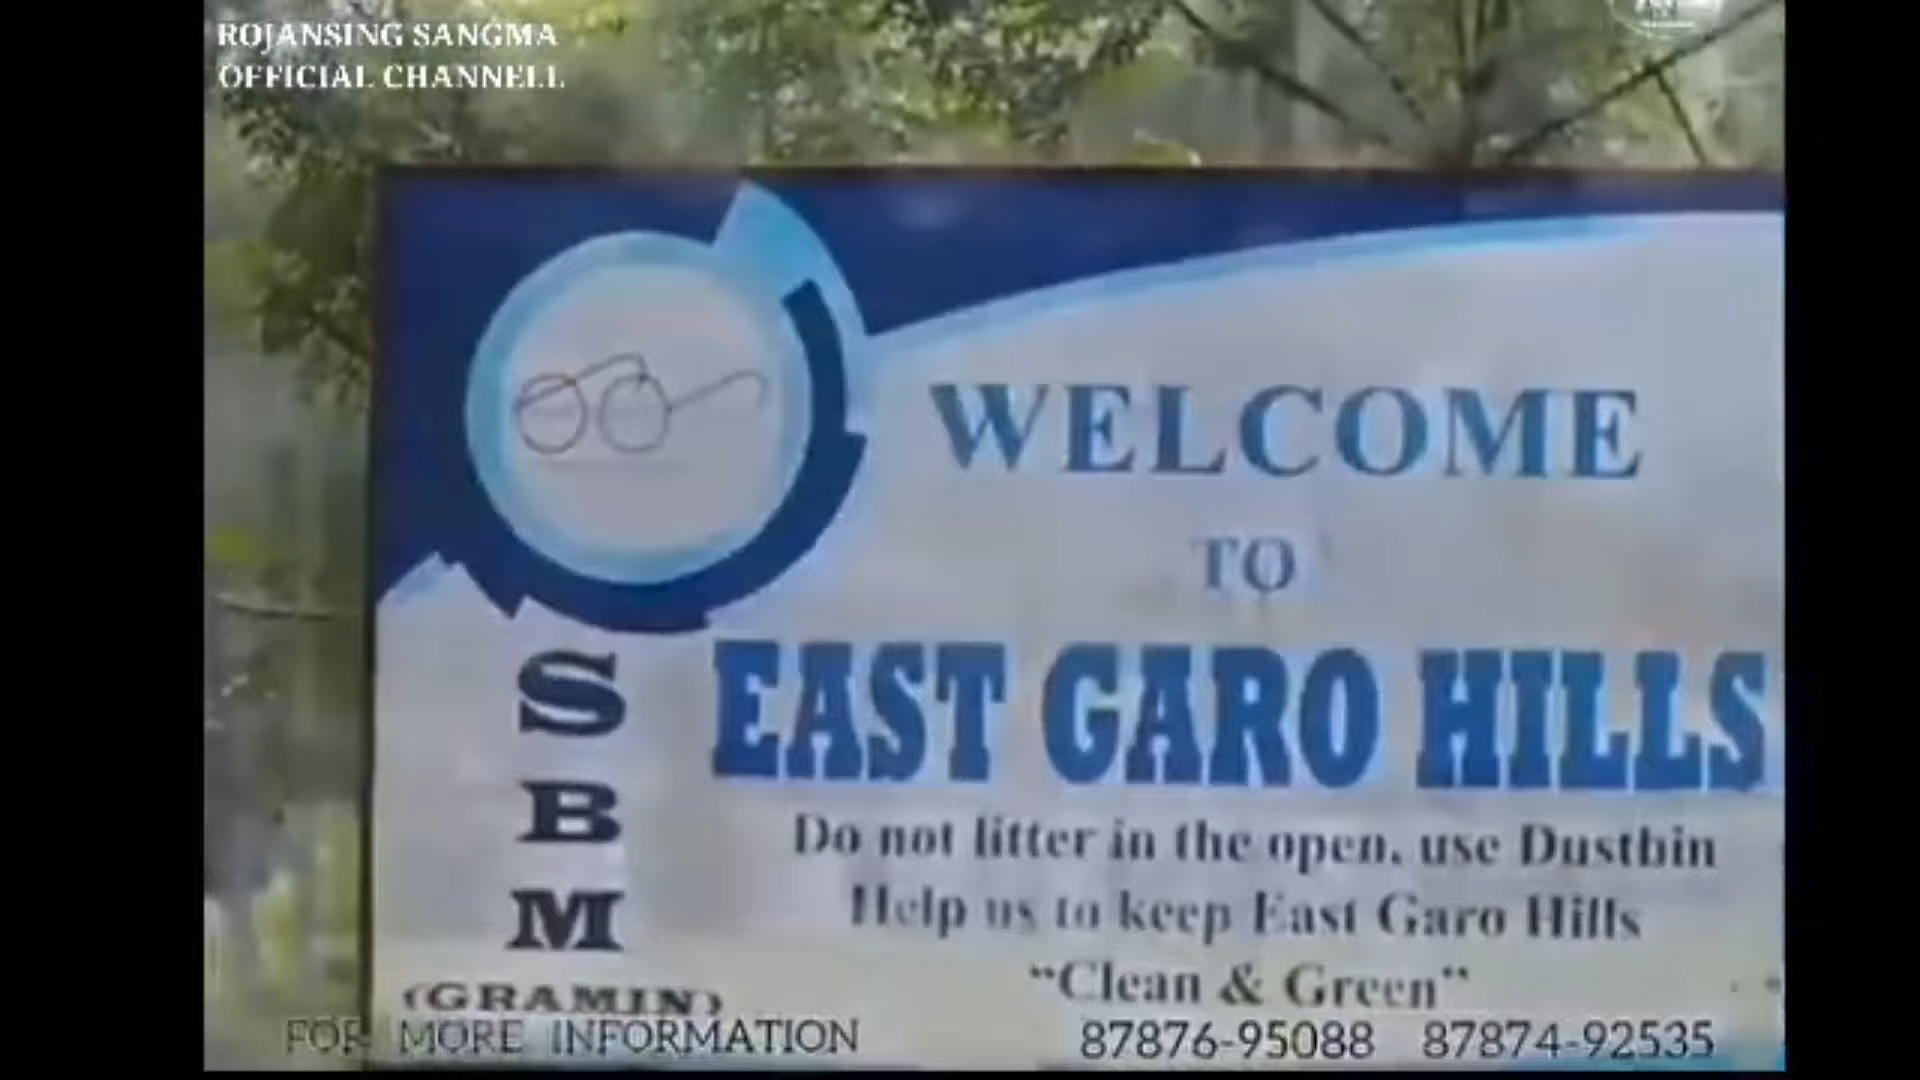 ROJANSING SANGMA
OFFICIAL CHANNELL
WELCOME
TO
EAST GARO HILLS
S
B
M
(GRAMIN)
Do not litter in the open, use Dustbin
Help us to keep East Garo Hills
"Clean & Green"
FOR MORE INFORMATION 87876-95088 87874-92535